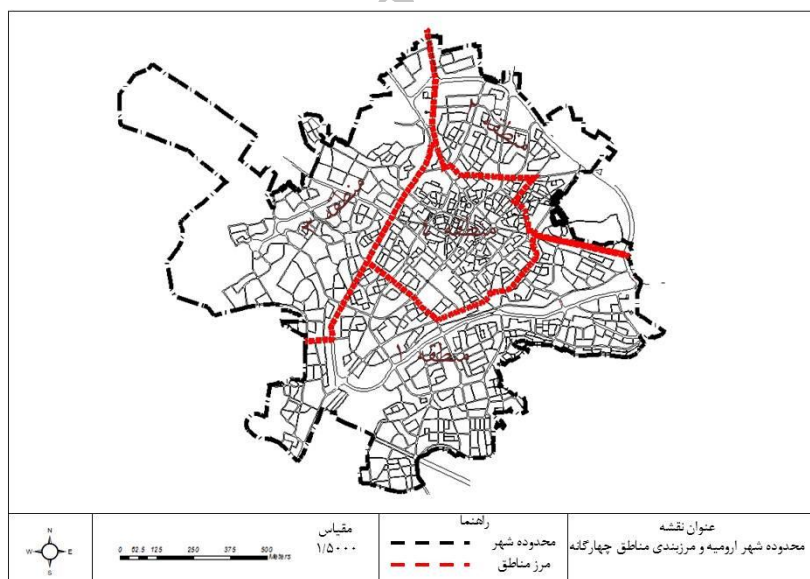 منطقه ۲
منطقه ۳
منطقه ٤
منطقه ۱
عنوان نقشه
محدوده شهر ارومیه و مرزبندی مناطق چهارگانه
راهنما
محدوده شهر
مرز مناطق
مقیاس
۱/۵۰۰۰
0 62.5 125 250 375 500
Meters
N
W E
S